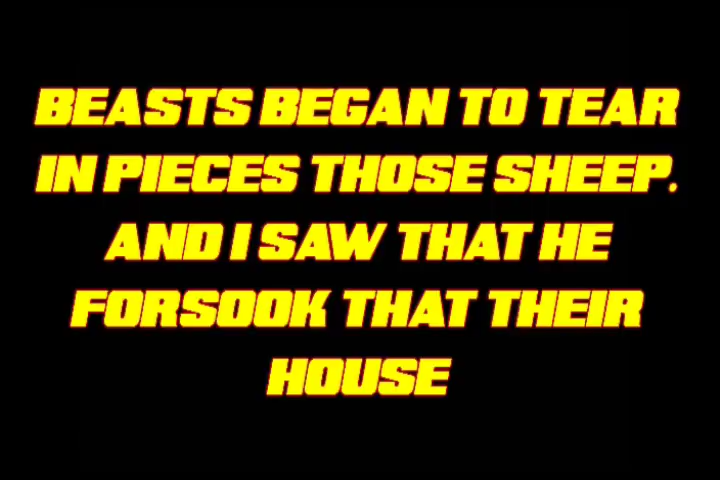 BEASTS BEGAN TO TEAR
IN PIECES THOSE SHEEP.
AND I SAW THAT HE
FORSOOK THAT THEIR
HOUSE